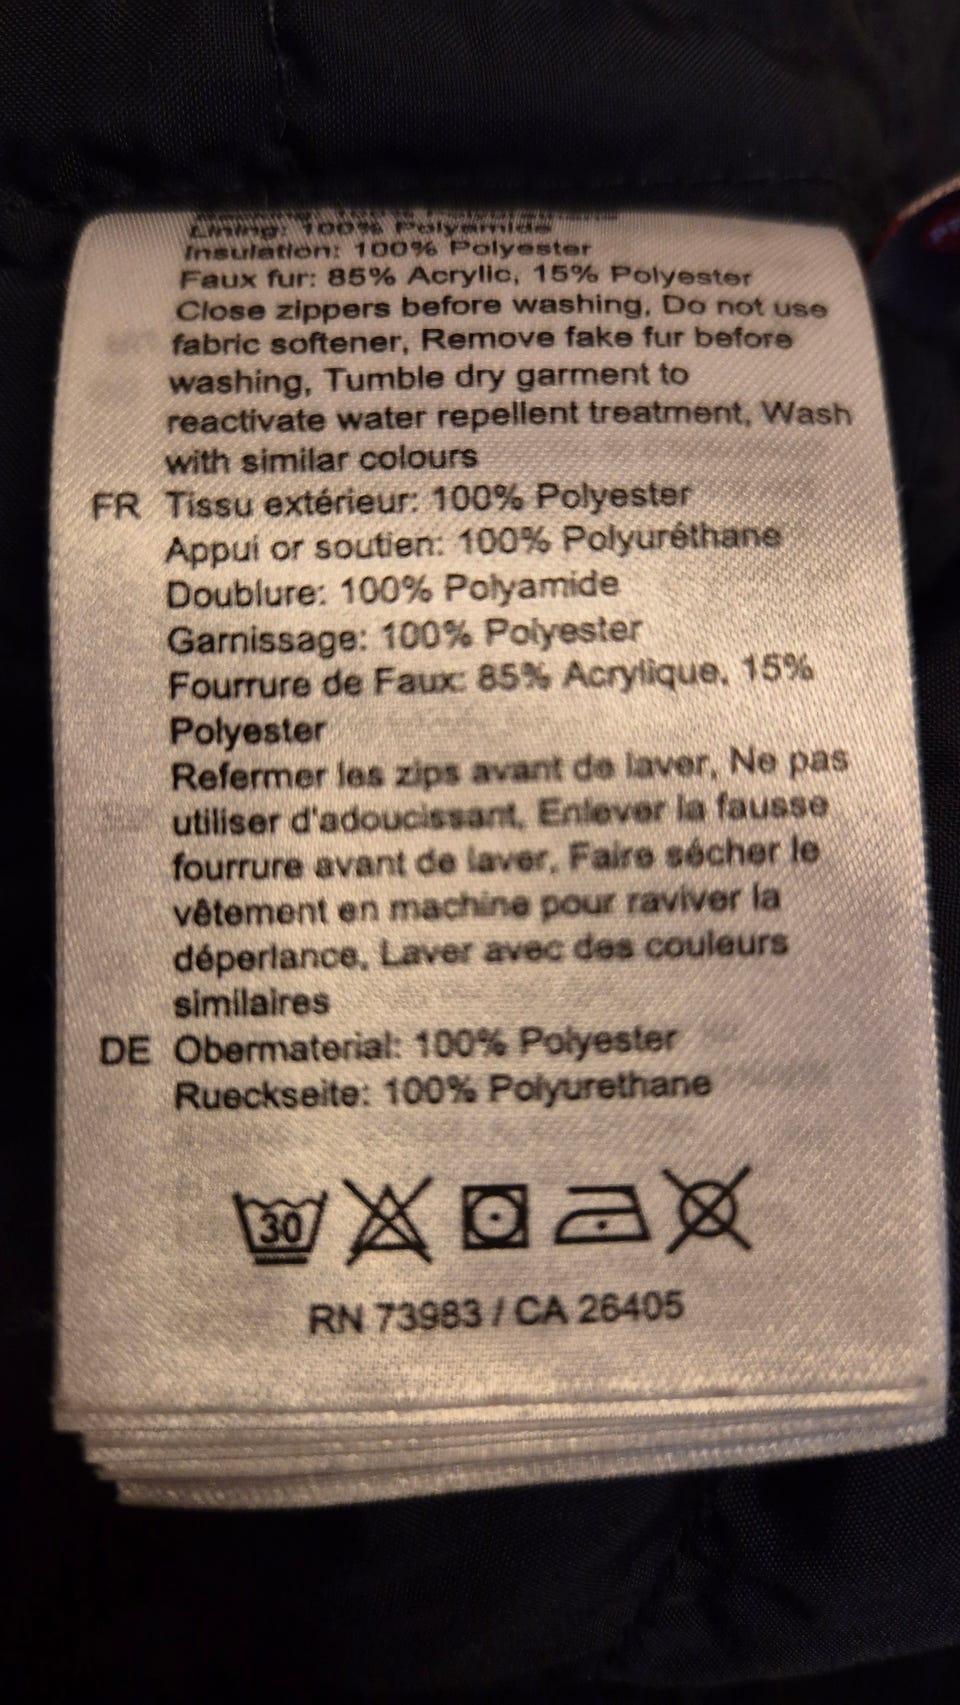 Lining: 100% Polyamide
Insulation: 100% Polyester
Faux fur: 85% Acrylic, 15% Polyester
Close zippers before washing, Do not use
fabric softener, Remove fake fur before
washing, Tumble dry garment to
reactivate water repellent treatment, Wash
with similar colours
FR Tissu extérieur: 100% Polyester
Appui or soutien: 100% Polyuréthane
Doublure: 100% Polyamide
Garnissage: 100% Polyester
Fourrure de Faux: 85% Acrylique, 15%
Polyester
Refermer les zips avant de laver, Ne pas
utiliser d'adoucissant, Enlever la fausse
fourrure avant de laver, Faire sécher le
vêtement en machine pour raviver la
déperlance, Laver avec des couleurs
similaires
DE Obermaterial: 100% Polyester
Rueckseite: 100% Polyurethane
30
RN 73983 / CA 26405